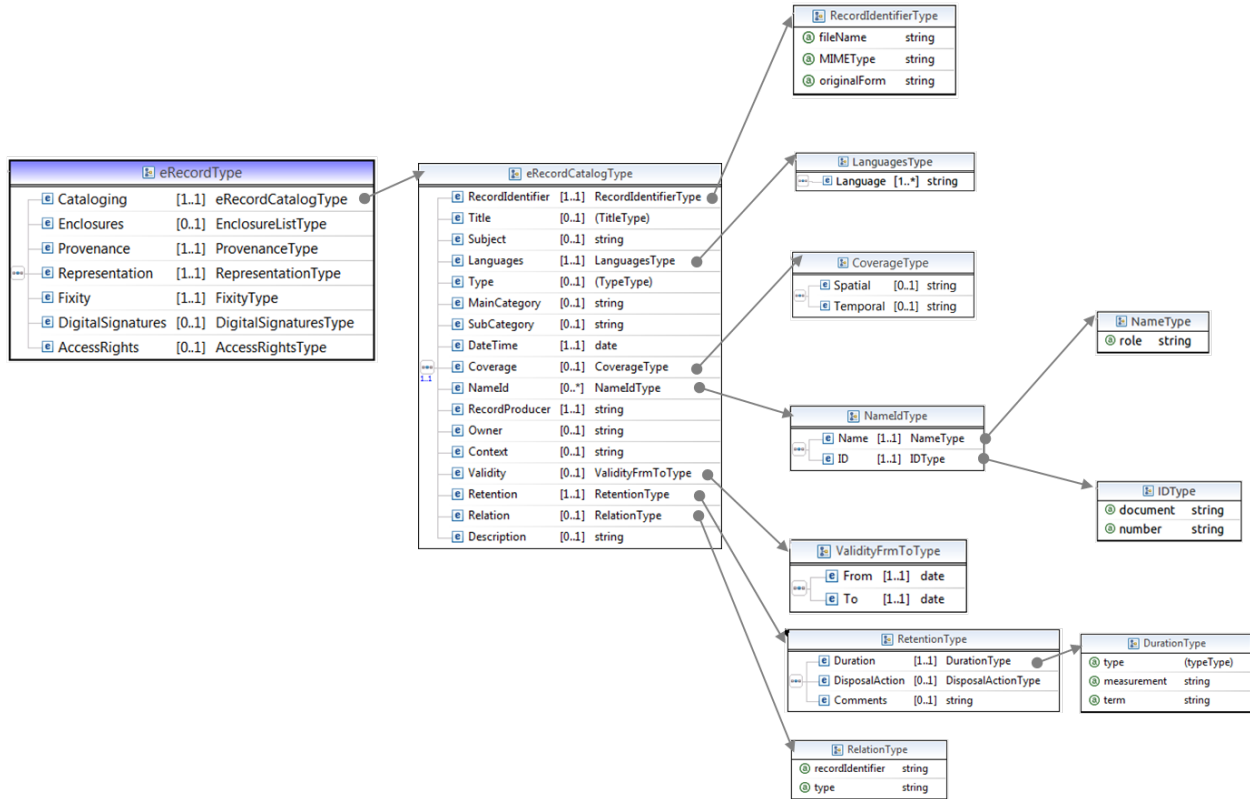 RecordIdentifierType
fileName string
MIMEType string
originalForm string
eRecordType
Cataloging [1..1] eRecordCatalogType
Enclosures [0..1] EnclosureListType
Provenance [1..1] ProvenanceType
Representation [1..1] RepresentationType
Fixity [1..1] FixityType
DigitalSignatures [0..1] DigitalSignaturesType
AccessRights [0..1] AccessRightsType
eRecordCatalogType
RecordIdentifier [1..1] RecordIdentifierType
Title [0..1] (TitleType)
Subject [0..1] string
Languages [1..1] LanguagesType
Type [0..1] (TypeType)
MainCategory [0..1] string
SubCategory [0..1] string
DateTime [1..1] date
Coverage [0..1] CoverageType
NameId [0..*] NameIdType
RecordProducer [1..1] string
Owner [0..1] string
Context [0..1] string
Validity [0..1] ValidityFrmToType
Retention [1..1] RetentionType
Relation [0..1] RelationType
Description [0..1] string
1..1
LanguagesType
Language [1..*] string
CoverageType
Spatial [0..1] string
Temporal [0..1] string
NameType
role string
NameIdType
Name [1..1] NameType
ID [1..1] IDType
IDType
document string
number string
ValidityFrmToType
From [1..1] date
To [1..1] date
RetentionType
Duration [1..1] DurationType
DisposalAction [0..1] DisposalActionType
Comments [0..1] string
DurationType
type (typeType)
measurement string
term string
RelationType
recordIdentifier string
type string